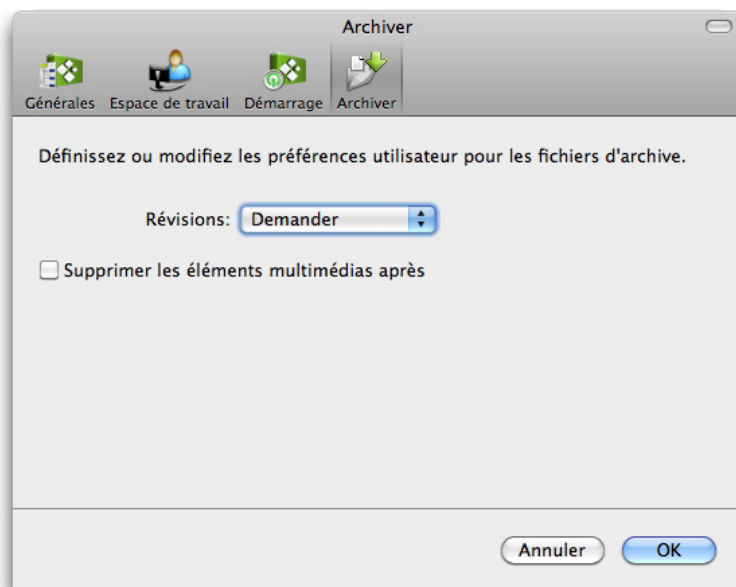 Archiver
Générales Espace de travail Démarrage Archiver
Définissez ou modifiez les préférences utilisateur pour les fichiers d'archive.
Révisions: Demander
Supprimer les éléments multimédias après
Annuler OK